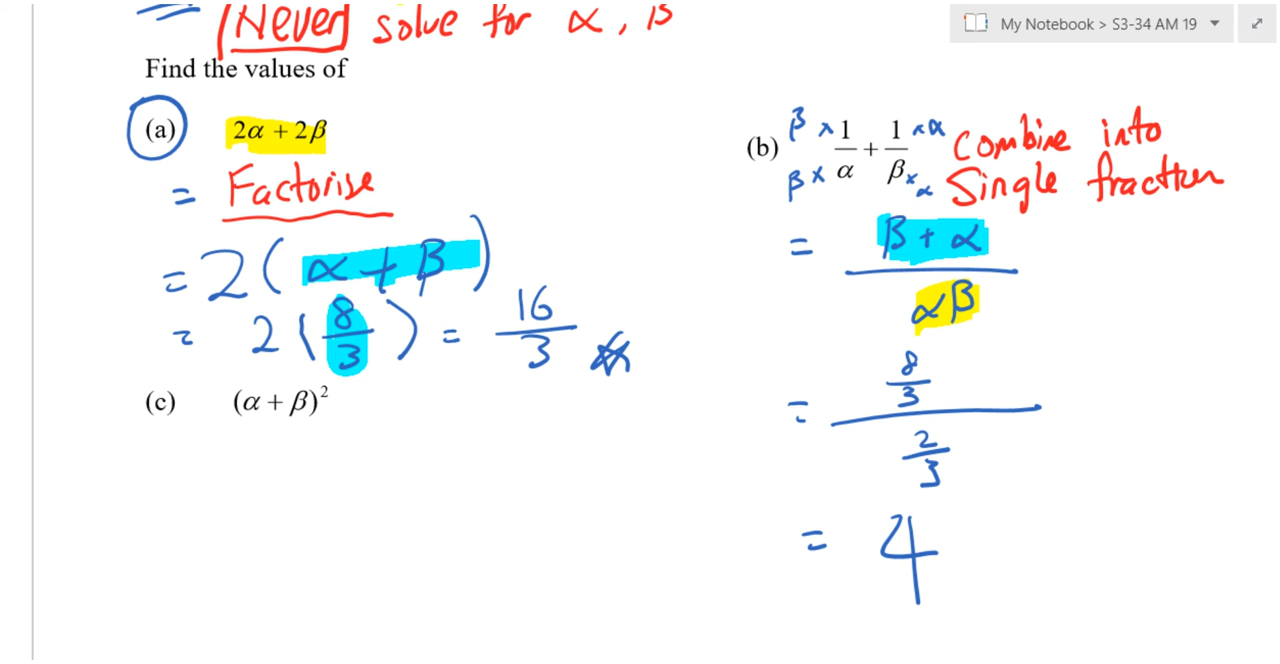 (Never) solve for α, β
My Notebook > S3-34 AM 19
Find the values of
(a) 2α + 2β
= Factorise
= 2(α + β)
= 2(8/3) = 16/3
(b) β × 1/α × β + 1/β × α × α
Combine into
Single fraction
= β + α / αβ
= 8/3 / 2/3
= 4
(c) (α + β)²